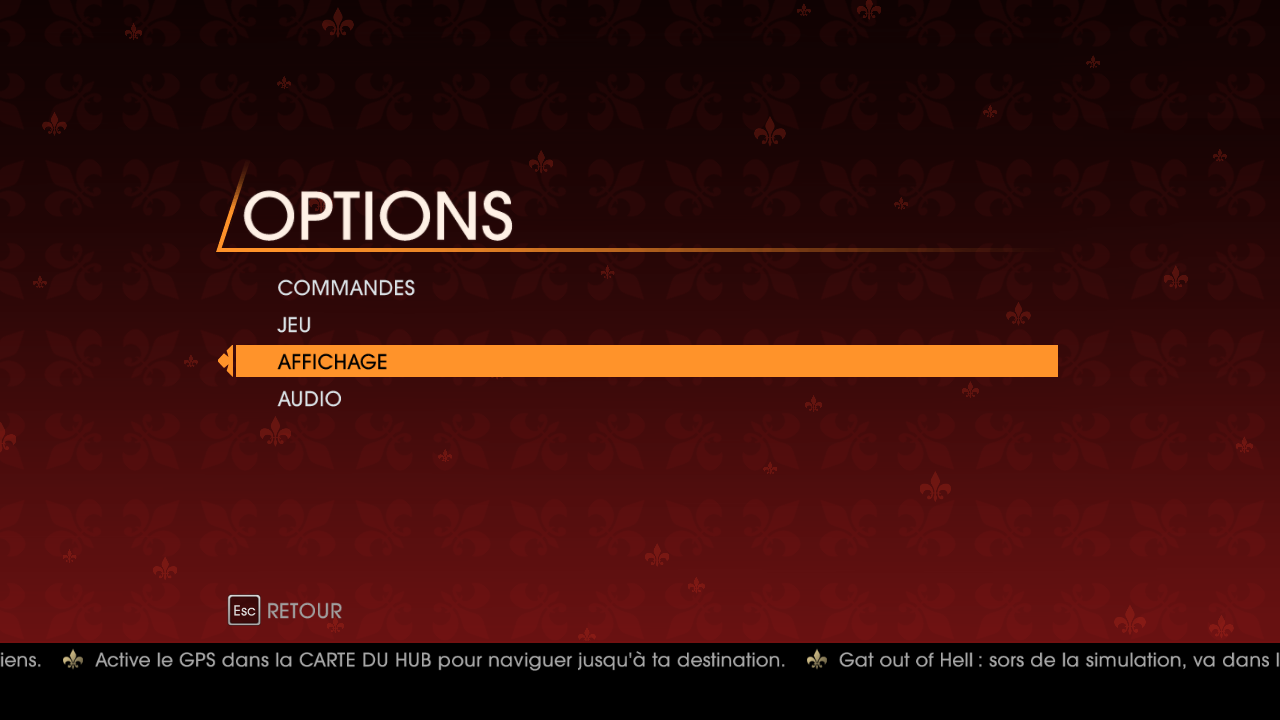 OPTIONS
COMMANDES
JEU
AFFICHAGE
AUDIO
Esc RETOUR
iens. Active le GPS dans la CARTE DU HUB pour naviguer jusqu'à ta destination. Gat out of Hell : sors de la simulation, va dans l